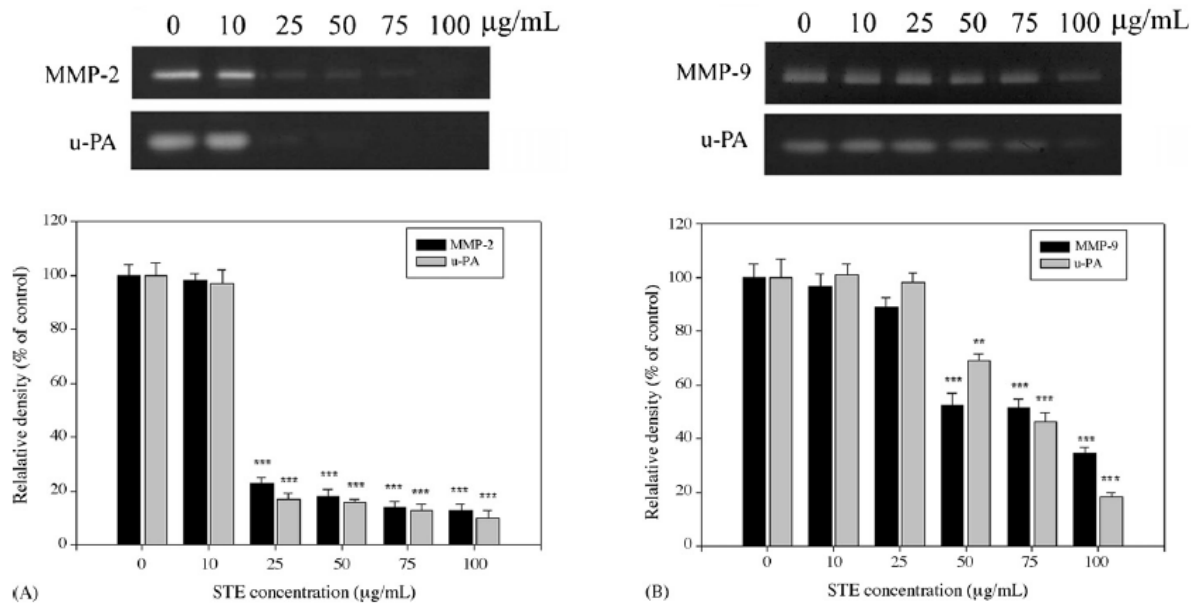 0 10 25 50 75 100 μg/mL
MMP-2
u-PA
120
100
80
60
40
20
0
Relalative density (% of control)
MMP-2
u-PA
*** *** *** *** *** *** *** ***
0 10 25 50 75 100
STE concentration (μg/mL)
(A)
0 10 25 50 75 100 μg/mL
MMP-9
u-PA
120
100
80
60
40
20
0
Relalative density (% of control)
MMP-9
u-PA
*** ** *** *** *** ***
0 10 25 50 75 100
STE concentration (μg/mL)
(B)